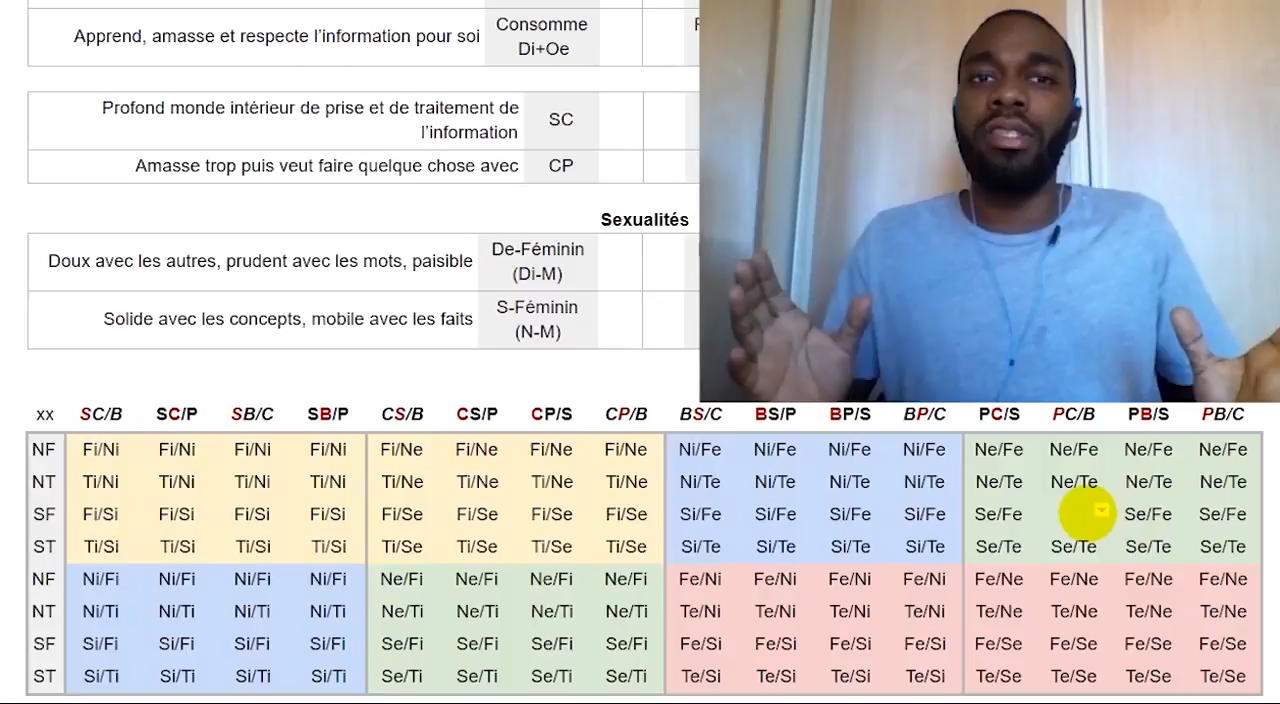 Apprend, amasse et respecte l'information pour soi
Consomme
Di+Oe
Profond monde intérieur de prise et de traitement de
l'information
SC
Amasse trop puis veut faire quelque chose avec
CP
Sexualités
Doux avec les autres, prudent avec les mots, paisible
De-Féminin
(Di-M)
Solide avec les concepts, mobile avec les faits
S-Féminin
(N-M)
xx SC/B SC/P SB/C SB/P CS/B CS/P CP/S CP/B BS/C BS/P BP/S BP/C PC/S PC/B PB/S PB/C
NF Fi/Ni Fi/Ni Fi/Ni Fi/Ni Fi/Ne Fi/Ne Fi/Ne Fi/Ne Ni/Fe Ni/Fe Ni/Fe Ni/Fe Ne/Fe Ne/Fe Ne/Fe Ne/Fe
NT Ti/Ni Ti/Ni Ti/Ni Ti/Ni Ti/Ne Ti/Ne Ti/Ne Ti/Ne Ni/Te Ni/Te Ni/Te Ni/Te Ne/Te Ne/Te Ne/Te Ne/Te
SF Fi/Si Fi/Si Fi/Si Fi/Si Fi/Se Fi/Se Fi/Se Fi/Se Si/Fe Si/Fe Si/Fe Si/Fe Se/Fe Se/Fe Se/Fe
ST Ti/Si Ti/Si Ti/Si Ti/Si Ti/Se Ti/Se Ti/Se Ti/Se Si/Te Si/Te Si/Te Si/Te Se/Te Se/Te Se/Te Se/Te
NF Ni/Fi Ni/Fi Ni/Fi Ni/Fi Ne/Fi Ne/Fi Ne/Fi Ne/Fi Fe/Ni Fe/Ni Fe/Ni Fe/Ni Fe/Ne Fe/Ne Fe/Ne Fe/Ne
NT Ni/Ti Ni/Ti Ni/Ti Ni/Ti Ne/Ti Ne/Ti Ne/Ti Ne/Ti Te/Ni Te/Ni Te/Ni Te/Ni Te/Ne Te/Ne Te/Ne Te/Ne
SF Si/Fi Si/Fi Si/Fi Si/Fi Se/Fi Se/Fi Se/Fi Se/Fi Fe/Si Fe/Si Fe/Si Fe/Si Fe/Se Fe/Se Fe/Se Fe/Se
ST Si/Ti Si/Ti Si/Ti Si/Ti Se/Ti Se/Ti Se/Ti Se/Ti Te/Si Te/Si Te/Si Te/Si Te/Se Te/Se Te/Se Te/Se